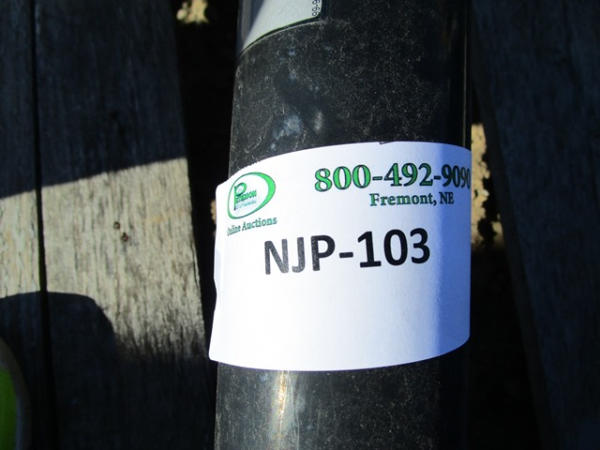 800-492-9090
Fremont, NE
Online Auctions
NJP-103